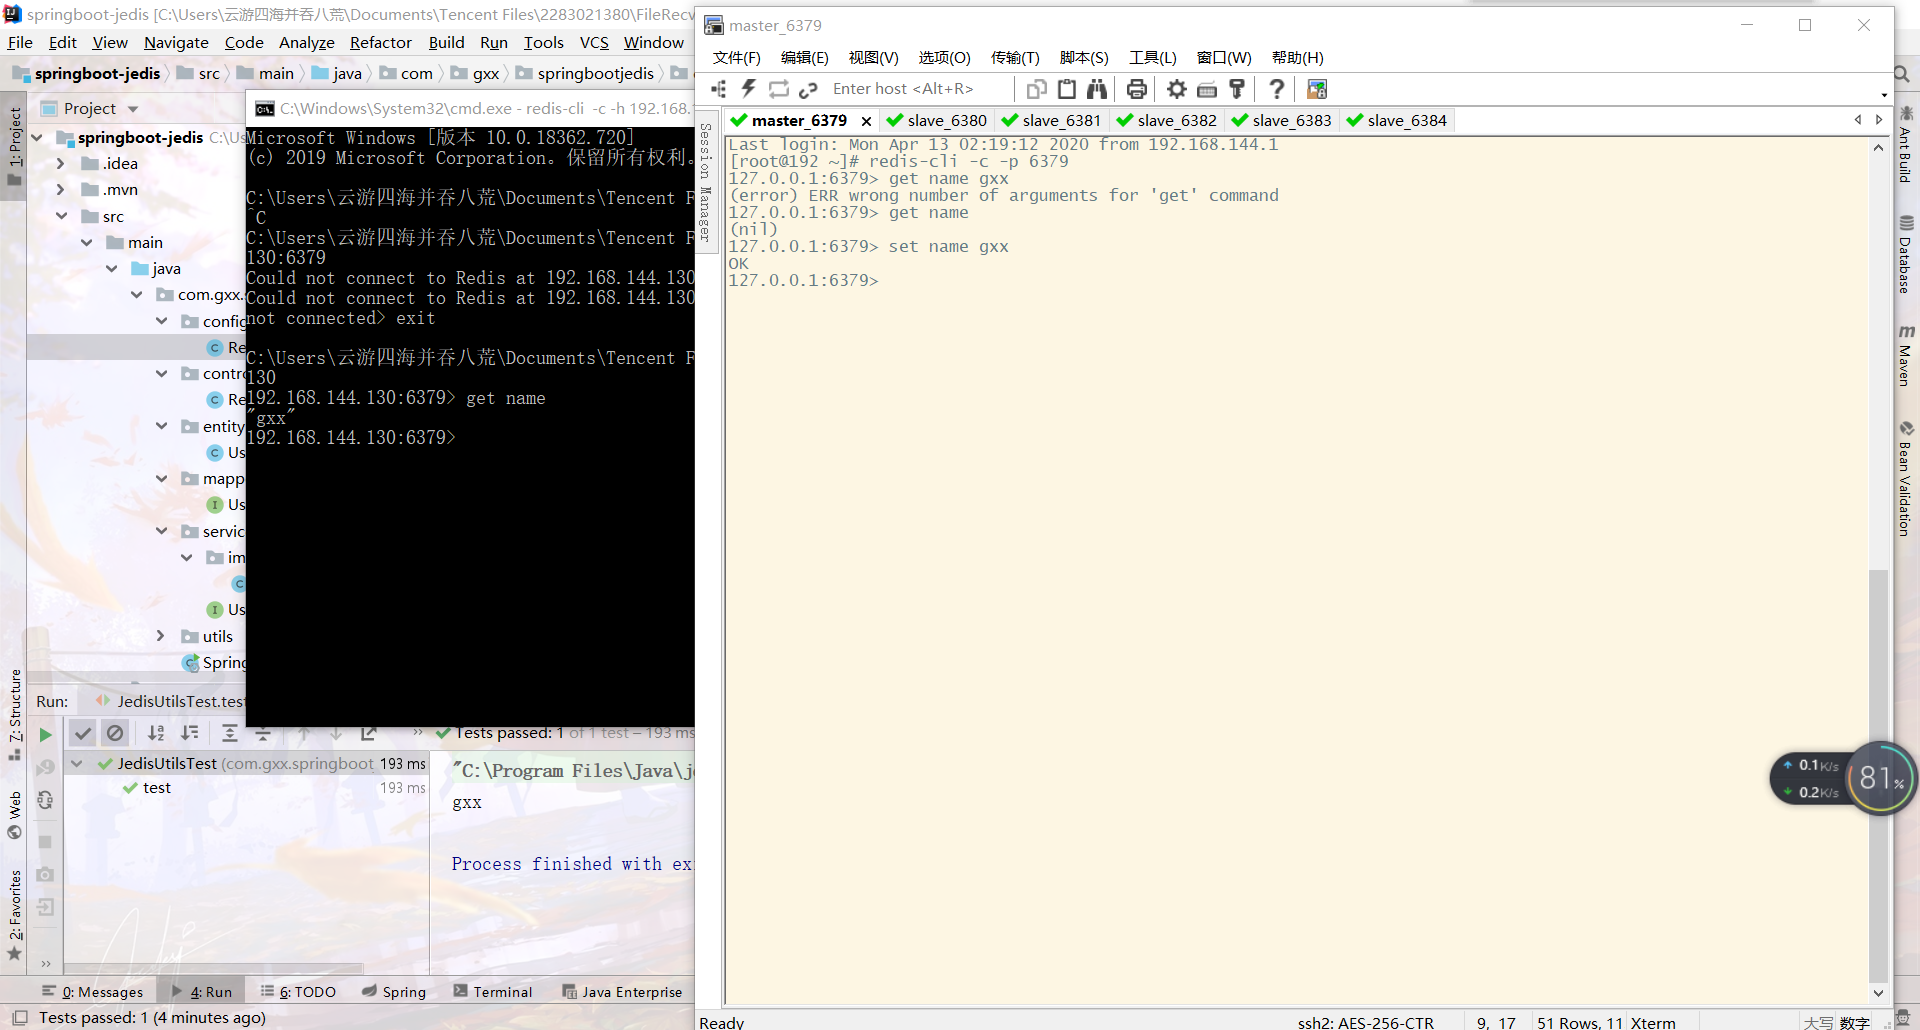 springboot-jedis [C:\Users\云游四海并吞八荒\Documents\Tencent Files\2283021380\FileRecv
File Edit View Navigate Code Analyze Refactor Build Run Tools VCS Window
springboot-jedis src main java com gxx springbootjedis
Project
springboot-jedis C:\Us
.idea
.mvn
src
main
java
com.gxx.
config
Re
contro
Re
entity
Us
mapp
Us
servic
im
C
Us
utils
Spring
1: Project
Z: Structure
Web
2: Favorites
C:\Windows\System32\cmd.exe - redis-cli -c -h 192.168.
Microsoft Windows [版本 10.0.18362.720]
(c) 2019 Microsoft Corporation。保留所有权利。
C:\Users\云游四海并吞八荒\Documents\Tencent F
^C
C:\Users\云游四海并吞八荒\Documents\Tencent F
130:6379
Could not connect to Redis at 192.168.144.130
Could not connect to Redis at 192.168.144.130
not connected> exit
C:\Users\云游四海并吞八荒\Documents\Tencent F
130
192.168.144.130:6379> get name
"gxx"
192.168.144.130:6379>
Run: JedisUtilsTest.test
Tests passed: 1 of 1 test – 193 ms
JedisUtilsTest (com.gxx.springboot 193 ms
test 193 ms
"C:\Program Files\Java\j
gxx
Process finished with exi
0: Messages 4: Run 6: TODO Spring Terminal Java Enterprise
Tests passed: 1 (4 minutes ago)
master_6379
文件(F) 编辑(E) 视图(V) 选项(O) 传输(T) 脚本(S) 工具(L) 窗口(W) 帮助(H)
Enter host <Alt+R>
Session Manager
master_6379 slave_6380 slave_6381 slave_6382 slave_6383 slave_6384
Last login: Mon Apr 13 02:19:12 2020 from 192.168.144.1
[root@192 ~]# redis-cli -c -p 6379
127.0.0.1:6379> get name gxx
(error) ERR wrong number of arguments for 'get' command
127.0.0.1:6379> get name
(nil)
127.0.0.1:6379> set name gxx
OK
127.0.0.1:6379>
Ready ssh2: AES-256-CTR 9, 17 51 Rows, 11 Xterm 大写 数字
Ant Build
Database
m Maven
Bean Validation
0.1K/s
0.2K/s
81%